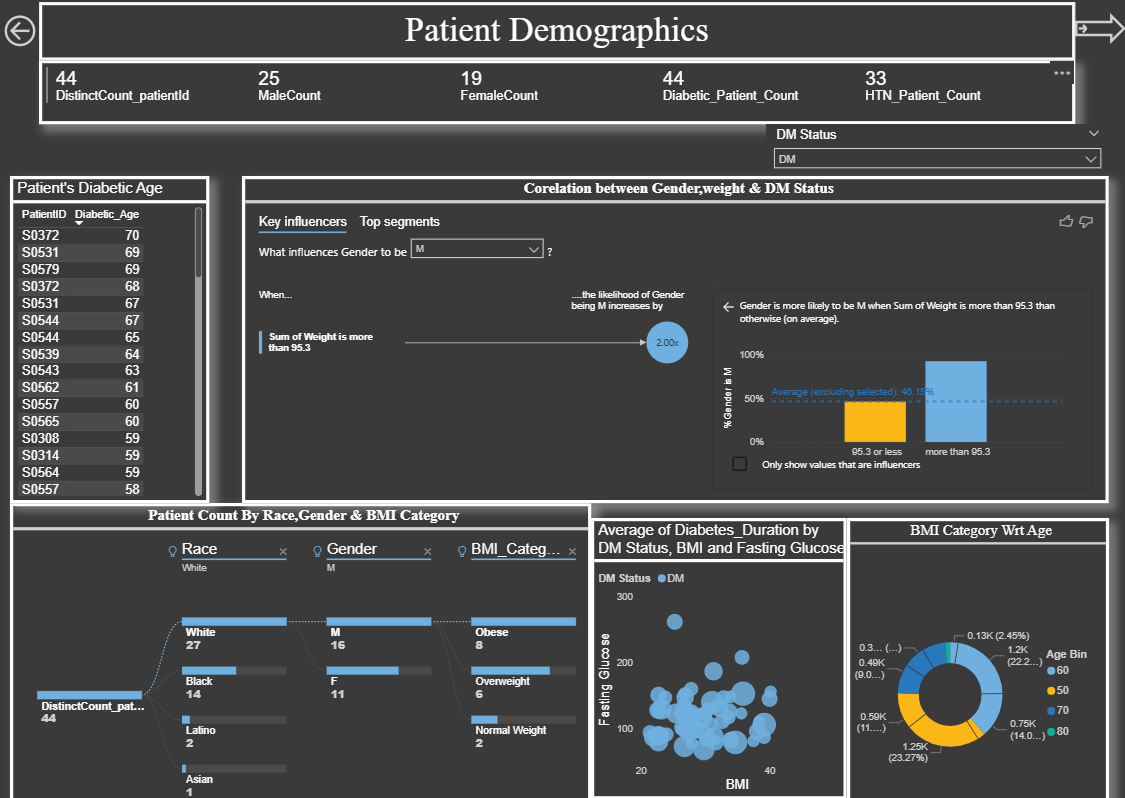 Patient Demographics
44
DistinctCount_patientId
25
MaleCount
19
FemaleCount
44
Diabetic_Patient_Count
33
HTN_Patient_Count
DM Status
DM
Patient's Diabetic Age
PatientID Diabetic_Age
S0372 70
S0531 69
S0579 69
S0372 68
S0531 67
S0544 67
S0544 65
S0539 64
S0543 63
S0562 61
S0557 60
S0565 60
S0308 59
S0314 59
S0564 59
S0557 58
Corelation between Gender,weight & DM Status
Key influencers Top segments
What influences Gender to be M ?
When...
....the likelihood of Gender
being M increases by
Sum of Weight is more
than 95.3
2.00x
Gender is more likely to be M when Sum of Weight is more than 95.3 than
otherwise (on average).
%Gender is M
100%
50%
0%
Average (excluding selected): 46.15%
95.3 or less
more than 95.3
Only show values that are influencers
Patient Count By Race,Gender & BMI Category
Race
White
Gender
M
BMI_Categ...
DistinctCount_pat...
44
White
27
Black
14
Latino
2
Asian
1
M
16
F
11
Obese
8
Overweight
6
Normal Weight
2
Average of Diabetes_Duration by
DM Status, BMI and Fasting Glucose
DM Status DM
Fasting Glucose
300
200
100
20 40
BMI
BMI Category Wrt Age
0.13K (2.45%)
1.2K
(22.2...)
0.75K
(14.0...)
1.25K
(23.27%)
0.59K
(11....)
0.49K
(9.0...)
0.3... (...)
Age Bin
60
50
70
80